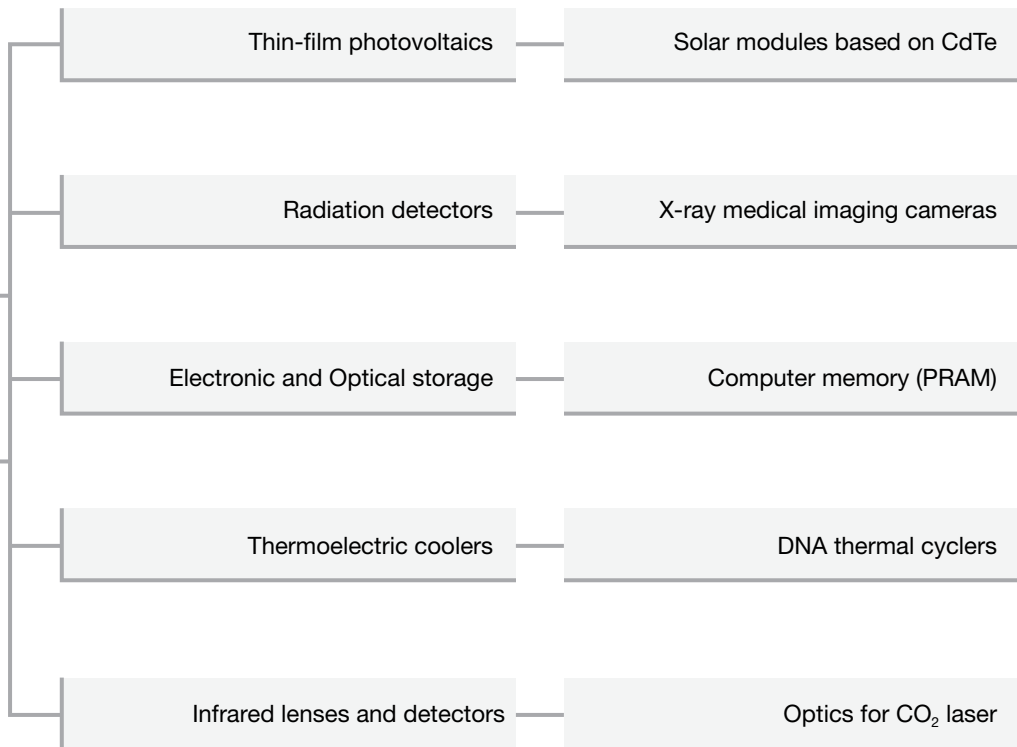 Thin-film photovoltaics
Solar modules based on CdTe
Radiation detectors
X-ray medical imaging cameras
Electronic and Optical storage
Computer memory (PRAM)
Thermoelectric coolers
DNA thermal cyclers
Infrared lenses and detectors
Optics for CO₂ laser